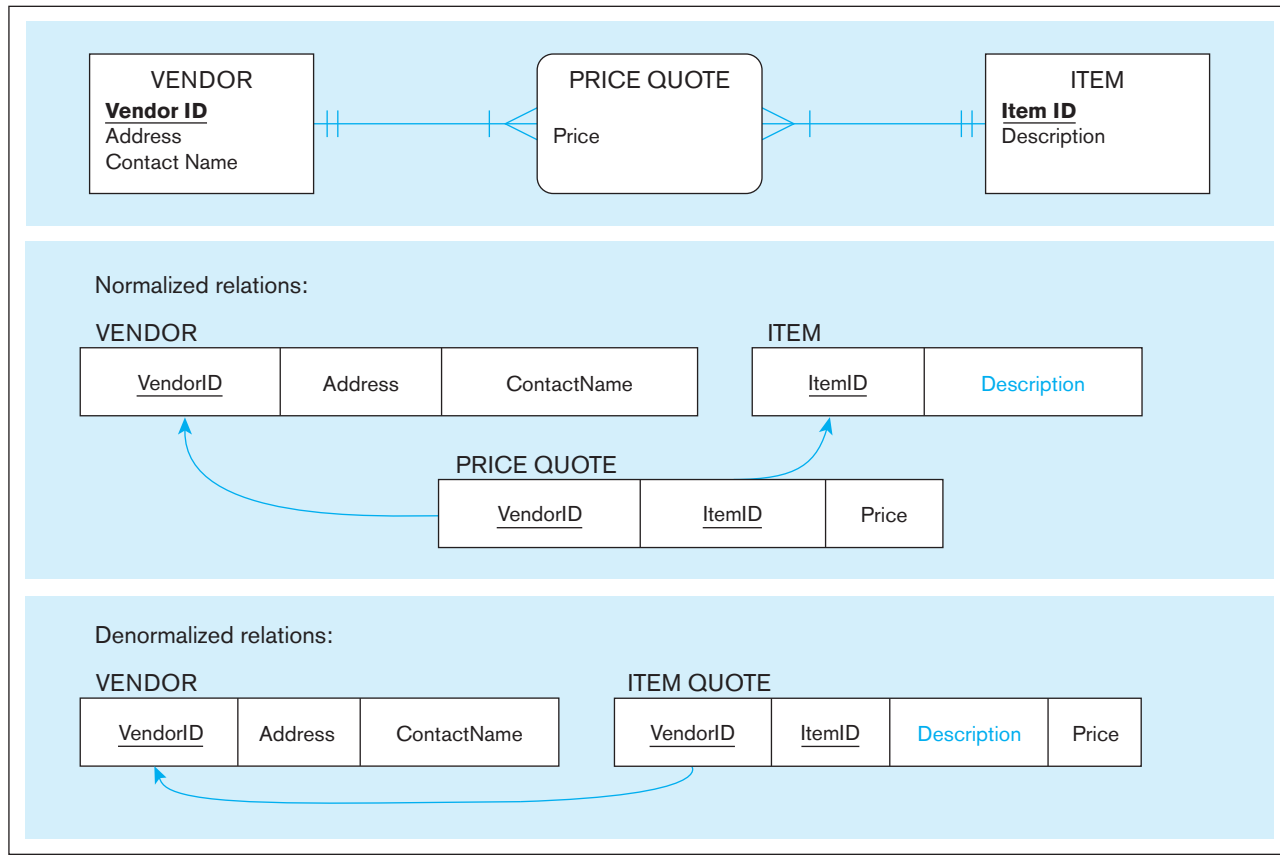 VENDOR
Vendor ID
Address
Contact Name
PRICE QUOTE
Price
ITEM
Item ID
Description
Normalized relations:
VENDOR
VendorID
Address
ContactName
ITEM
ItemID
Description
PRICE QUOTE
VendorID
ItemID
Price
Denormalized relations:
VENDOR
VendorID
Address
ContactName
ITEM QUOTE
VendorID
ItemID
Description
Price